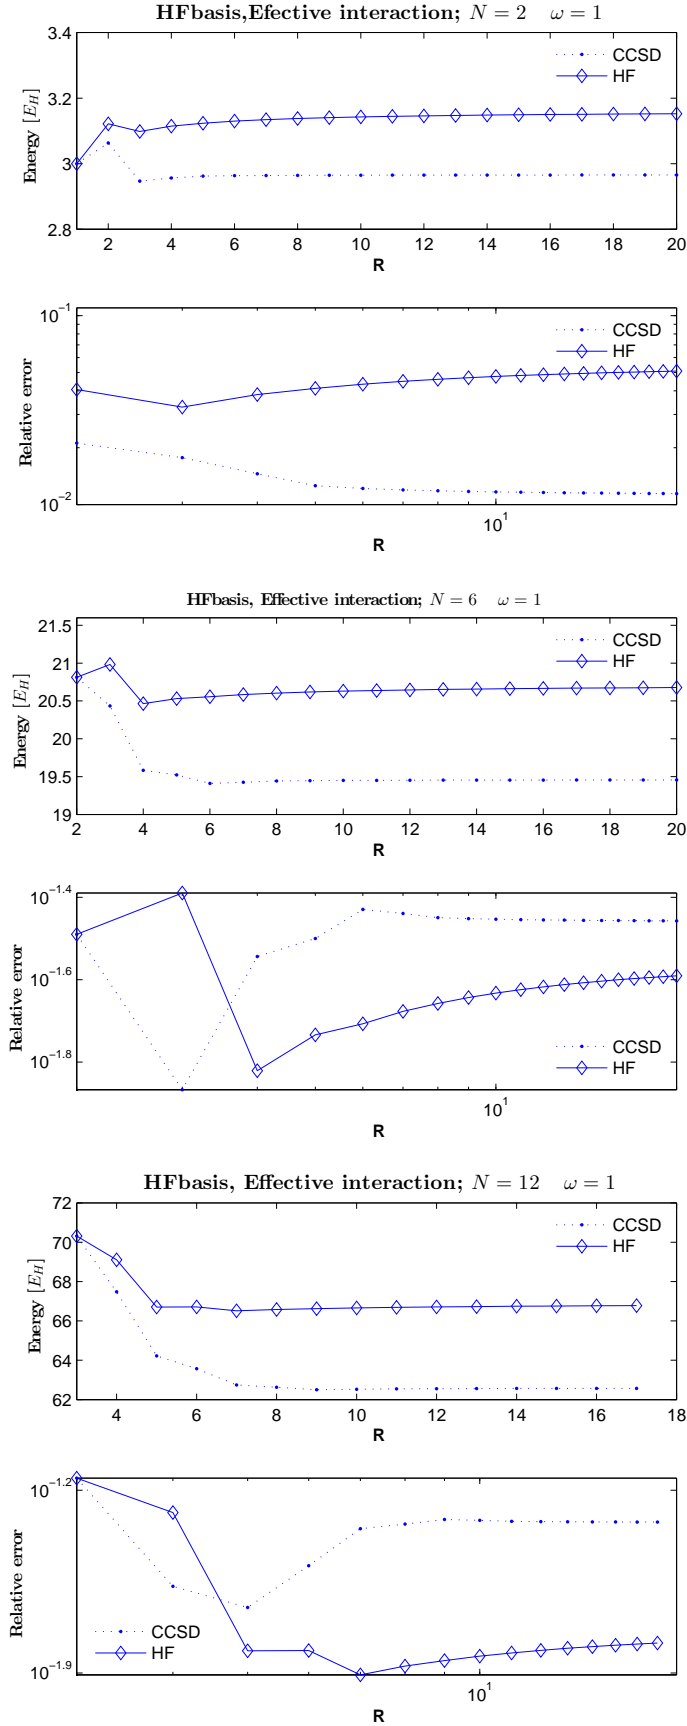 HFbasis,Efective interaction; N = 2 ω = 1
3.4
3.2
3
2.8
Energy [E_H]
CCSD
HF
2 4 6 8 10 12 14 16 18 20
R
10^-1
10^-2
Relative error
CCSD
HF
10^1
R
HFbasis, Effective interaction; N = 6 ω = 1
21.5
21
20.5
20
19.5
19
Energy [E_H]
CCSD
HF
2 4 6 8 10 12 14 16 18 20
R
10^-1.4
10^-1.6
10^-1.8
Relative error
CCSD
HF
10^1
R
HFbasis, Effective interaction; N = 12 ω = 1
72
70
68
66
64
62
Energy [E_H]
CCSD
HF
4 6 8 10 12 14 16 18
R
10^-1.2
10^-1.9
Relative error
CCSD
HF
10^1
R